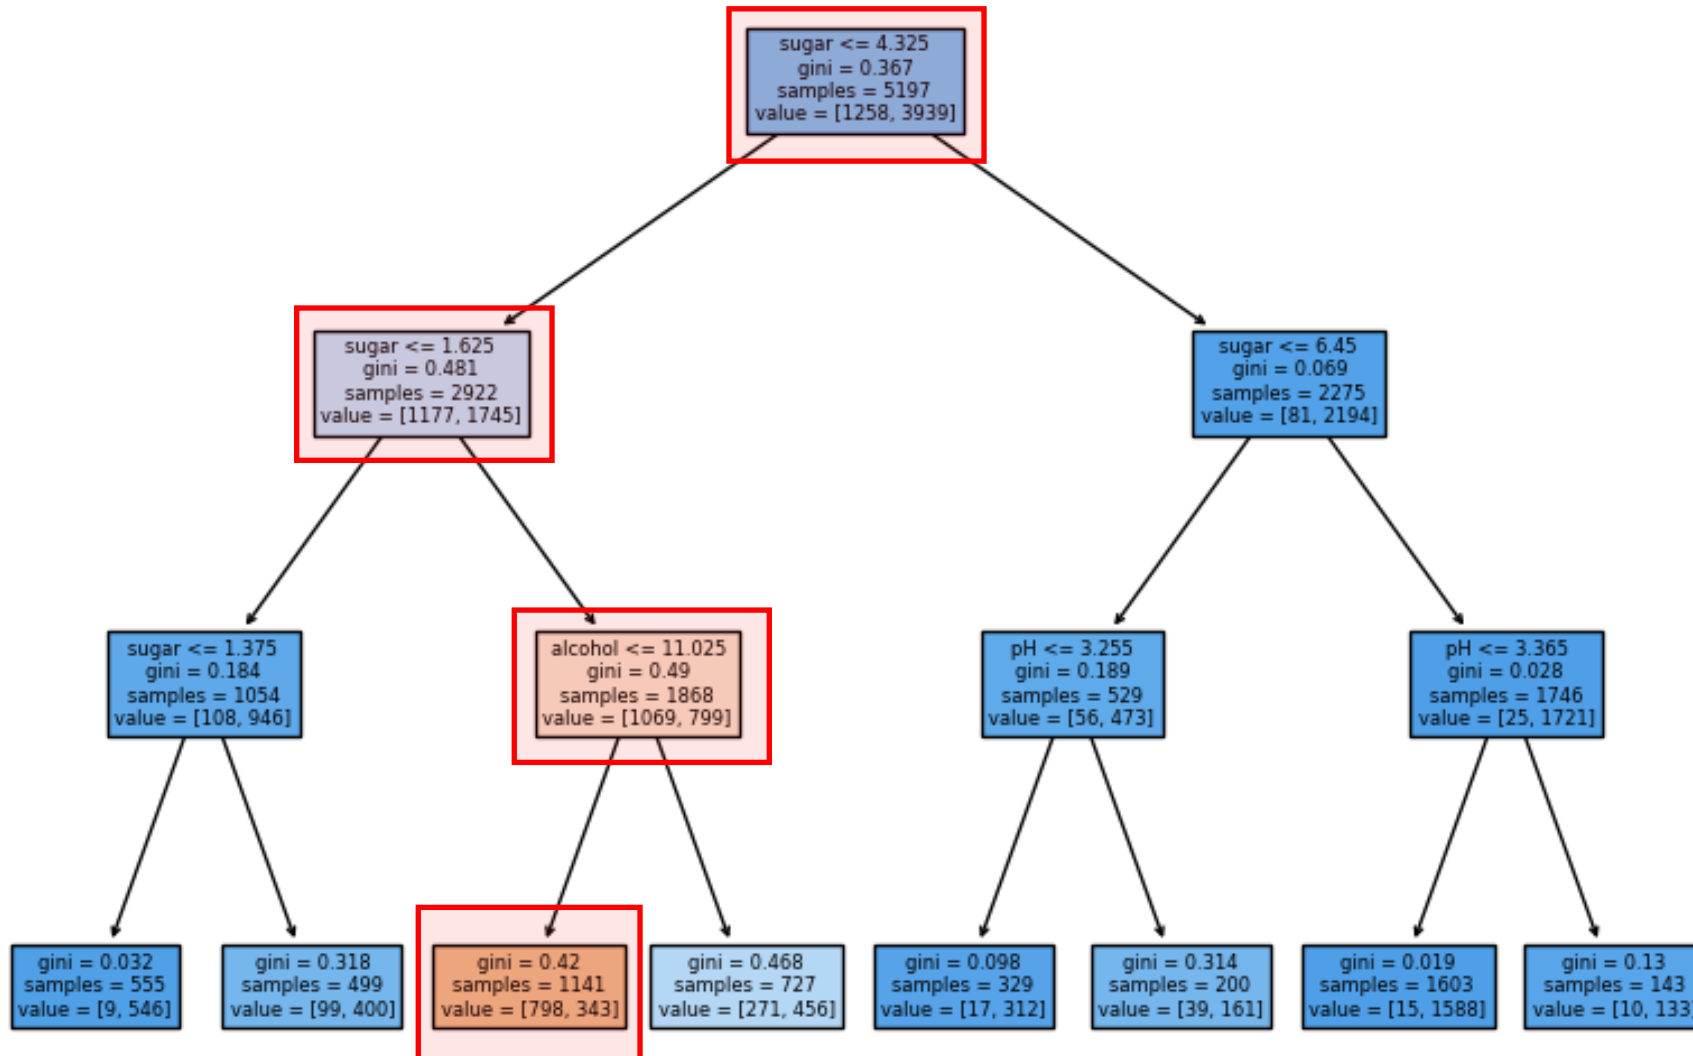 sugar <= 4.325
gini = 0.367
samples = 5197
value = [1258, 3939]
sugar <= 1.625
gini = 0.481
samples = 2922
value = [1177, 1745]
sugar <= 6.45
gini = 0.069
samples = 2275
value = [81, 2194]
sugar <= 1.375
gini = 0.184
samples = 1054
value = [108, 946]
alcohol <= 11.025
gini = 0.49
samples = 1868
value = [1069, 799]
pH <= 3.255
gini = 0.189
samples = 529
value = [56, 473]
pH <= 3.365
gini = 0.028
samples = 1746
value = [25, 1721]
gini = 0.032
samples = 555
value = [9, 546]
gini = 0.318
samples = 499
value = [99, 400]
gini = 0.42
samples = 1141
value = [798, 343]
gini = 0.468
samples = 727
value = [271, 456]
gini = 0.098
samples = 329
value = [17, 312]
gini = 0.314
samples = 200
value = [39, 161]
gini = 0.019
samples = 1603
value = [15, 1588]
gini = 0.13
samples = 143
value = [10, 133]